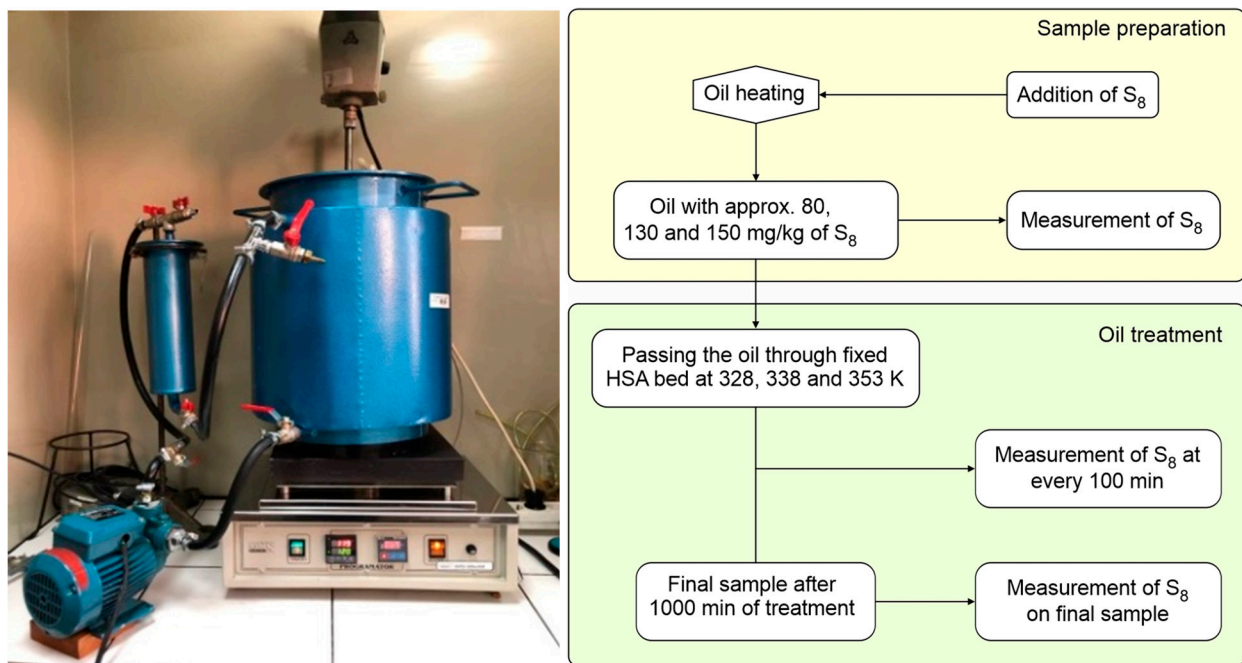 Sample preparation
Oil heating
Addition of S₈
Oil with approx. 80,
130 and 150 mg/kg of S₈
Measurement of
S₈
Oil treatment
Passing the oil through fixed
HSA bed at 328, 338 and 353 K
Measurement of S₈ at
every 100 min
Final sample after
1000 min of treatment
Measurement of S₈
on final sample
PROGRAMATOR